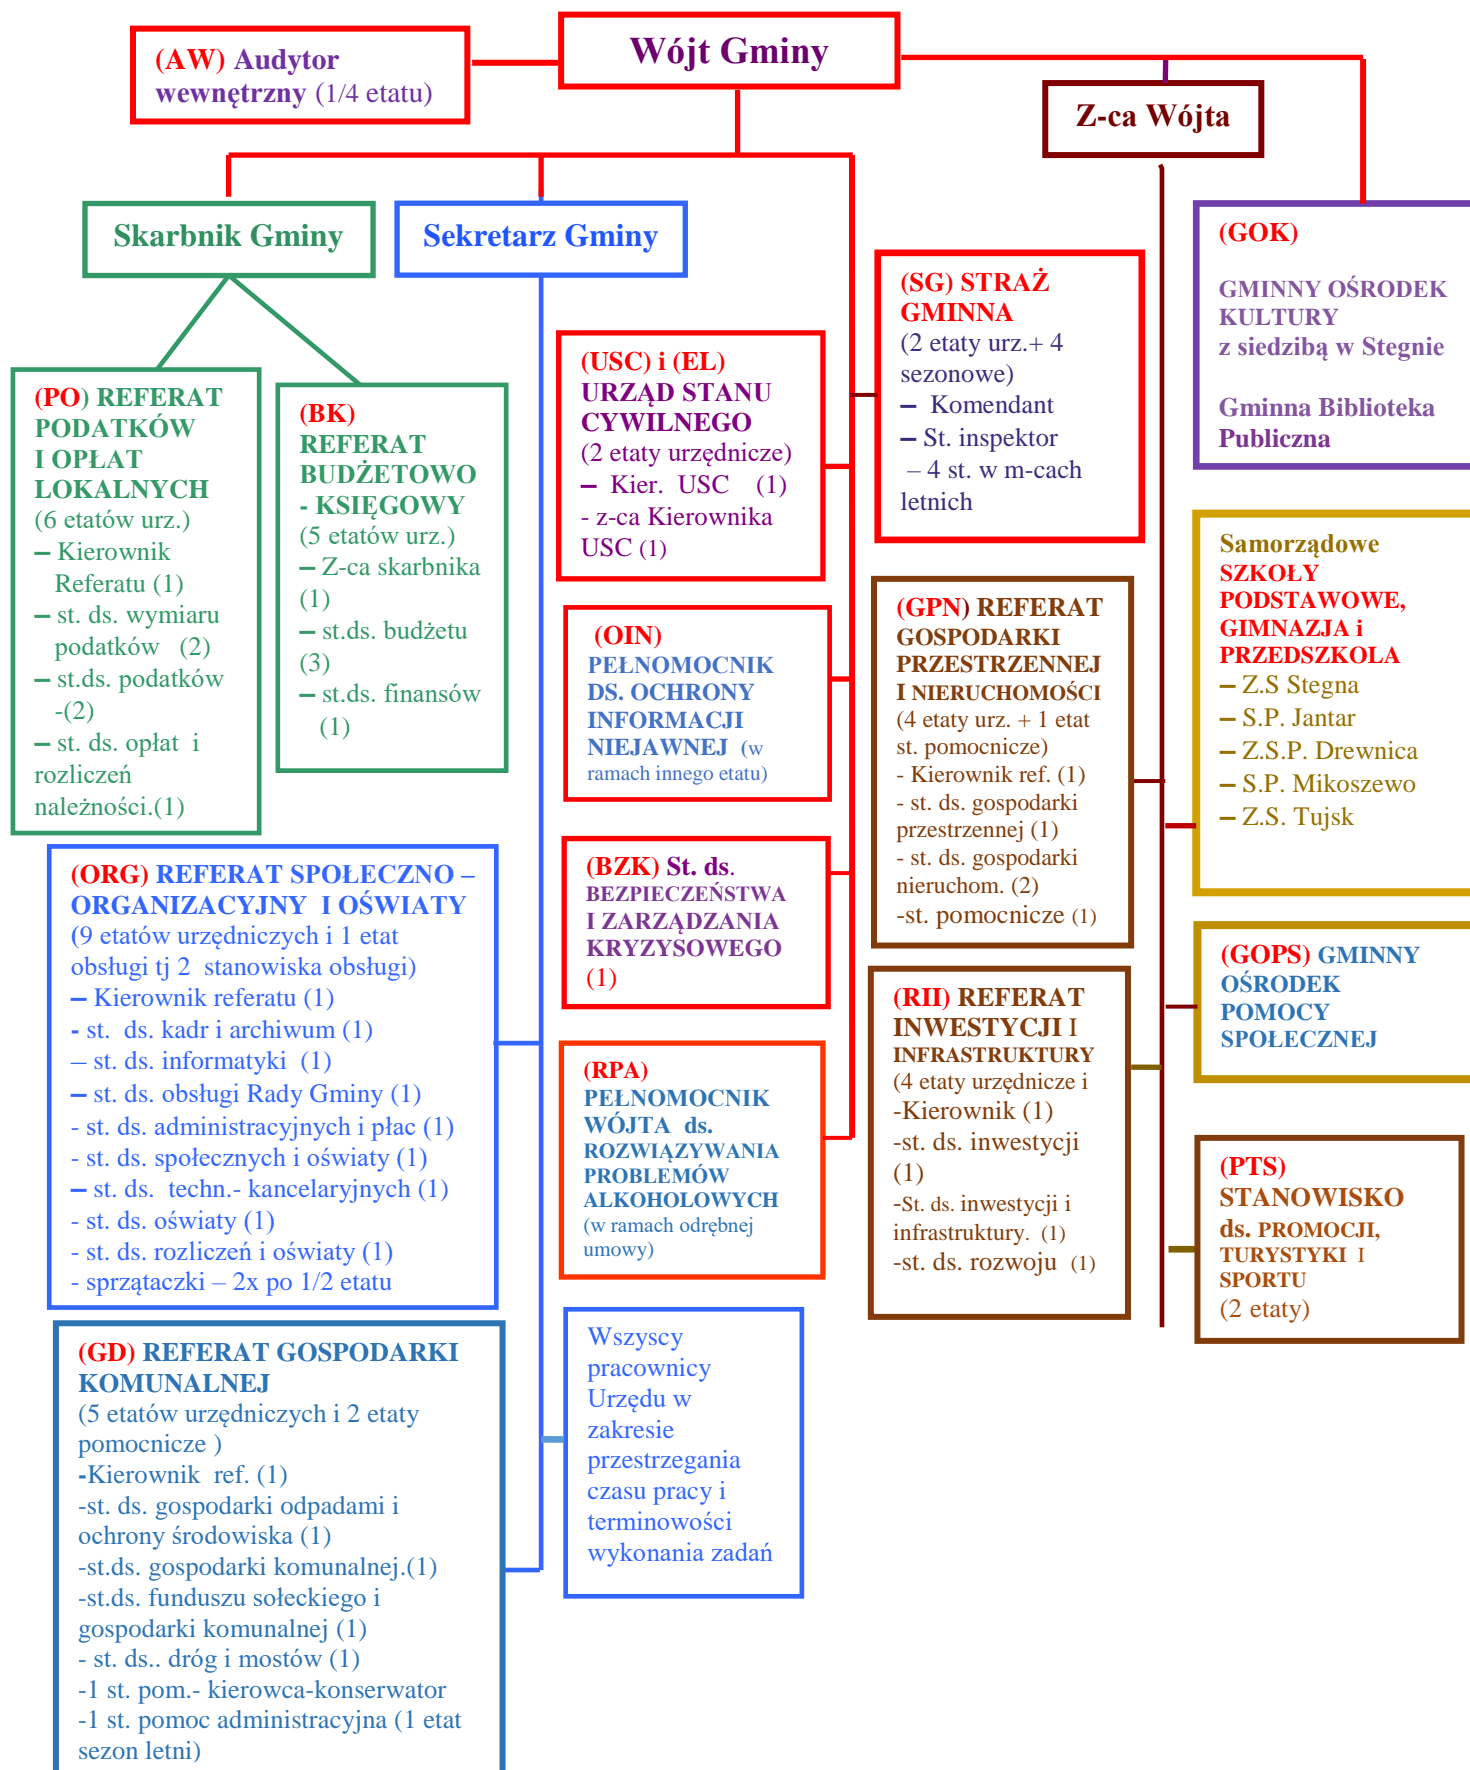 Wójt Gminy
(AW) Audytor
wewnętrzny (1/4 etatu)
Z-ca Wójta
Skarbnik Gminy
Sekretarz Gminy
(GOK)
GMINNY OŚRODEK
KULTURY
z siedzibą w Stegnie
Gminna Biblioteka
Publiczna
(SG) STRAŻ
GMINNA
(2 etaty urz.+ 4
sezonowe)
– Komendant
– St. inspektor
– 4 st. w m-cach
letnich
(USC) i (EL)
URZĄD STANU
CYWILNEGO
(2 etaty urzędnicze)
– Kier. USC (1)
- z-ca Kierownika
USC (1)
(PO) REFERAT
PODATKÓW
I OPŁAT
LOKALNYCH
(6 etatów urz.)
– Kierownik
Referatu (1)
– st. ds. wymiaru
podatków (2)
– st.ds. podatków
-(2)
– st. ds. opłat i
rozliczeń
należności.(1)
(BK)
REFERAT
BUDŻETOWO
- KSIĘGOWY
(5 etatów urz.)
– Z-ca skarbnika
(1)
– st.ds. budżetu
(3)
– st.ds. finansów
(1)
Samorządowe
SZKOŁY
PODSTAWOWE,
GIMNAZJA i
PRZEDSZKOLA
– Z.S Stegna
– S.P. Jantar
– Z.S.P. Drewnica
– S.P. Mikoszewo
– Z.S. Tujsk
(OIN)
PEŁNOMOCNIK
DS. OCHRONY
INFORMACJI
NIEJAWNEJ (w
ramach innego etatu)
(GPN) REFERAT
GOSPODARKI
PRZESTRZENNEJ
I NIERUCHOMOŚCI
(4 etaty urz. + 1 etat
st. pomocnicze)
- Kierownik ref. (1)
- st. ds. gospodarki
przestrzennej (1)
- st. ds. gospodarki
nieruchom. (2)
-st. pomocnicze (1)
(ORG) REFERAT SPOŁECZNO –
ORGANIZACYJNY I OŚWIATY
(9 etatów urzędniczych i 1 etat
obsługi tj 2 stanowiska obsługi)
– Kierownik referatu (1)
- st. ds. kadr i archiwum (1)
– st. ds. informatyki (1)
– st. ds. obsługi Rady Gminy (1)
- st. ds. administracyjnych i płac (1)
- st. ds. społecznych i oświaty (1)
– st. ds. techn.- kancelaryjnych (1)
- st. ds. oświaty (1)
- st. ds. rozliczeń i oświaty (1)
- sprzątaczki – 2x po 1/2 etatu
(BZK) St. ds.
BEZPIECZEŃSTWA
I ZARZĄDZANIA
KRYZYSOWEGO
(1)
(GOPS) GMINNY
OŚRODEK
POMOCY
SPOŁECZNEJ
(RII) REFERAT
INWESTYCJI I
INFRASTRUKTURY
(4 etaty urzędnicze i
-Kierownik (1)
-st. ds. inwestycji
(1)
-St. ds. inwestycji i
infrastruktury. (1)
-st. ds. rozwoju (1)
(RPA)
PEŁNOMOCNIK
WÓJTA ds.
ROZWIĄZYWANIA
PROBLEMÓW
ALKOHOLOWYCH
(w ramach odrębnej
umowy)
(PTS)
STANOWISKO
ds. PROMOCJI,
TURYSTYKI I
SPORTU
(2 etaty)
(GD) REFERAT GOSPODARKI
KOMUNALNEJ
(5 etatów urzędniczych i 2 etaty
pomocnicze )
-Kierownik ref. (1)
-st. ds. gospodarki odpadami i
ochrony środowiska (1)
-st.ds. gospodarki komunalnej.(1)
-st.ds. funduszu sołeckiego i
gospodarki komunalnej (1)
- st. ds.. dróg i mostów (1)
-1 st. pom.- kierowca-konserwator
-1 st. pomoc administracyjna (1 etat
sezon letni)
Wszyscy
pracownicy
Urzędu w
zakresie
przestrzegania
czasu pracy i
terminowości
wykonania zadań